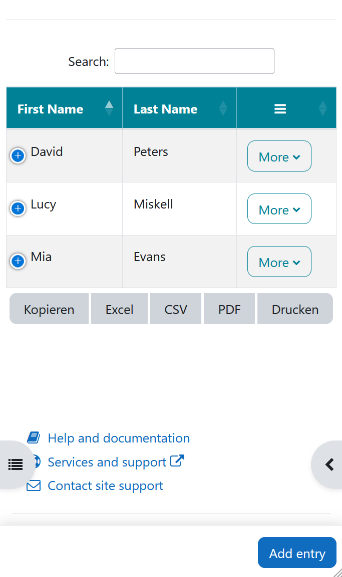 Search:
First Name Last Name
David Peters More
Lucy Miskell More
Mia Evans More
Kopieren Excel CSV PDF Drucken
Help and documentation
Services and support
Contact site support
Add entry